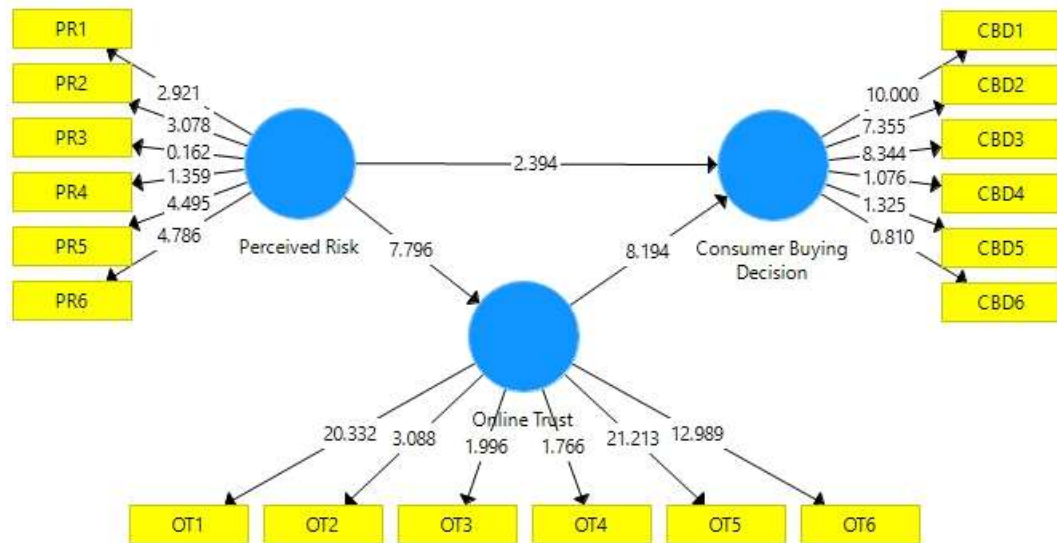 PR1
PR2
PR3
PR4
PR5
PR6
2.921
3.078
0.162
1.359
4.495
4.786
Perceived Risk
2.394
7.796
8.194
Consumer Buying
Decision
10.000
7.355
8.344
1.076
1.325
0.810
CBD1
CBD2
CBD3
CBD4
CBD5
CBD6
Online Trust
20.332
3.088
1.996
1.766
21.213
12.989
OT1
OT2
OT3
OT4
OT5
OT6